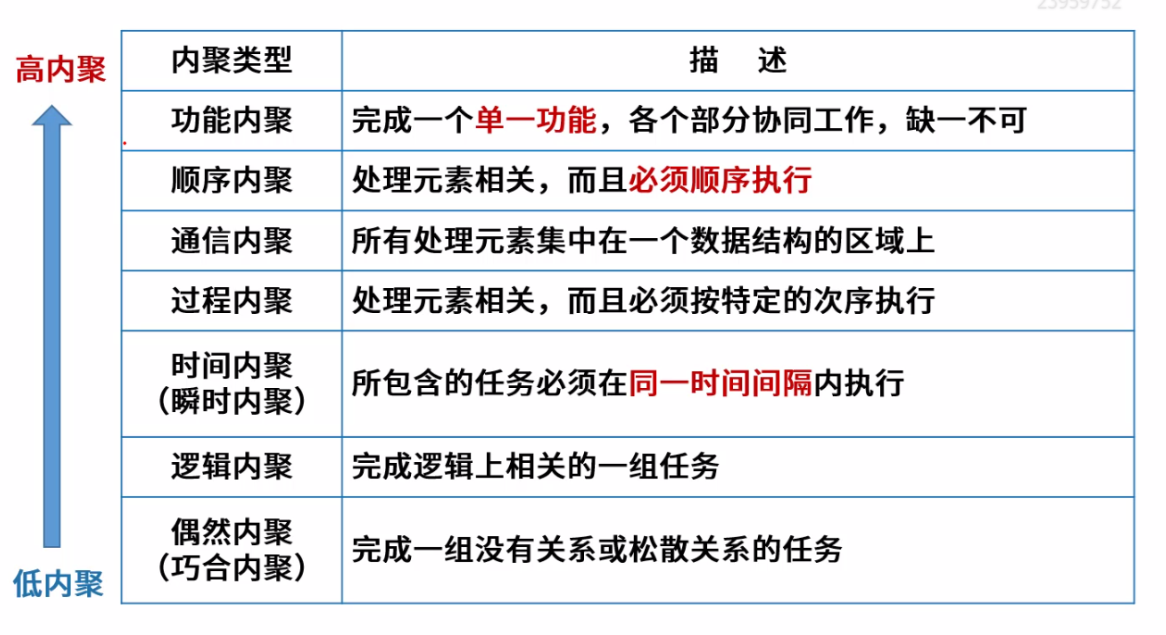 23959752
高内聚
内聚类型
描 述
功能内聚
完成一个单一功能，各个部分协同工作，缺一不可
顺序内聚
处理元素相关，而且必须顺序执行
通信内聚
所有处理元素集中在一个数据结构的区域上
过程内聚
处理元素相关，而且必须按特定的次序执行
时间内聚
（瞬时内聚）
所包含的任务必须在同一时间间隔内执行
逻辑内聚
完成逻辑上相关的一组任务
偶然内聚
（巧合内聚）
完成一组没有关系或松散关系的任务
低内聚